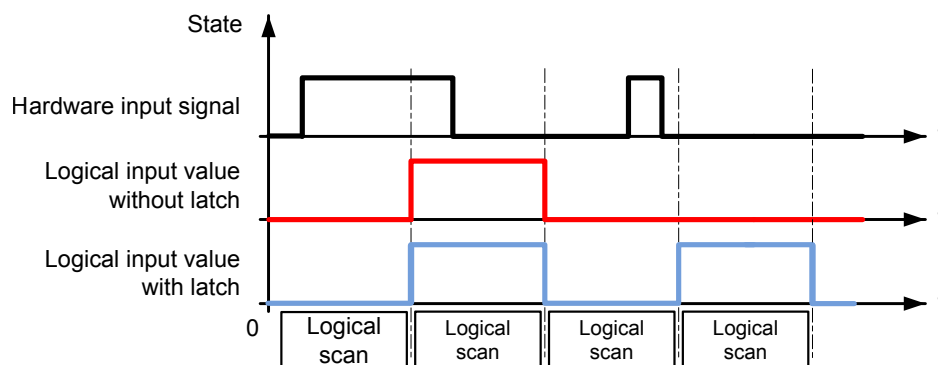 State
Hardware input signal
Logical input value
without latch
Logical input value
with latch
0
Logical
scan
Logical
scan
Logical
scan
Logical
scan